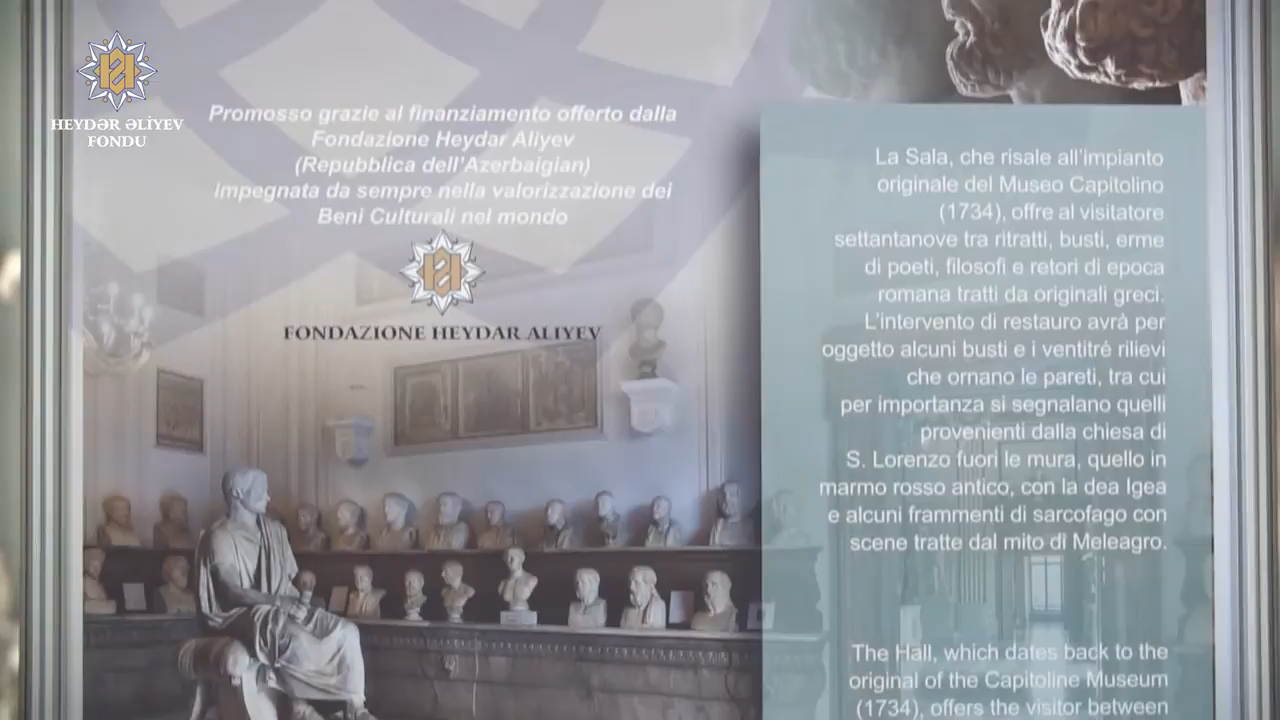 HEYDƏR ƏLİYEV
FONDU
Promosso grazie al finanziamento offerto dalla
Fondazione Heydar Aliyev
(Repubblica dell'Azerbaigian)
impegnata da sempre nella valorizzazione dei
Beni Culturali nel mondo
FONDAZIONE HEYDAR ALIYEV
La Sala, che risale all'impianto
originale del Museo Capitolino
(1734), offre al visitatore
settantanove tra ritratti, busti, erme
di poeti, filosofi e retori di epoca
romana tratti da originali greci.
L'intervento di restauro avrà per
oggetto alcuni busti e i ventitré rilievi
che ornano le pareti, tra cui
per importanza si segnalano quelli
provenienti dalla chiesa di
S. Lorenzo fuori le mura, quello in
marmo rosso antico, con la dea Igea
e alcuni frammenti di sarcofago con
scene tratte dal mito di Meleagro.
The Hall, which dates back to the
original of the Capitoline Museum
(1734), offers the visitor between